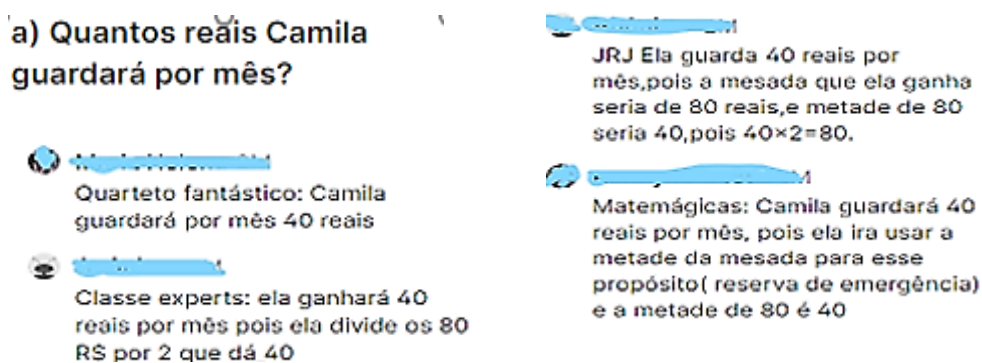 a) Quantos reais Camila
guardará por mês?
Quarteto fantástico: Camila
guardará por mês 40 reais
Classe experts: ela ganhará 40
reais por mês pois ela divide os 80
R$ por 2 que dá 40
JRJ Ela guarda 40 reais por
mês,pois a mesada que ela ganha
seria de 80 reais,e metade de 80
seria 40,pois 40×2=80.
Matemágicas: Camila guardará 40
reais por mês, pois ela ira usar a
metade da mesada para esse
propósito( reserva de emergência)
e a metade de 80 é 40